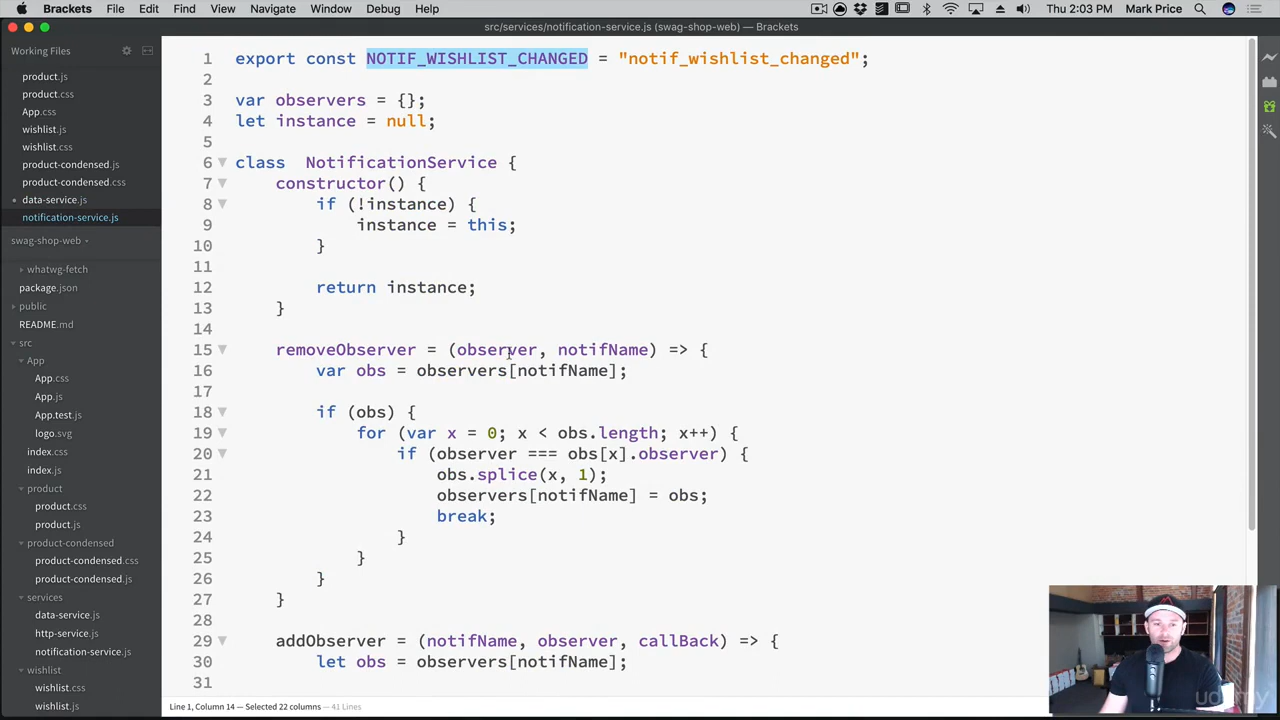 Brackets File Edit Find View Navigate Window Debug Help
Thu 2:03 PM Mark Price
src/services/notification-service.js (swag-shop-web) — Brackets
Working Files
product.js
product.css
App.css
wishlist.js
wishlist.css
product-condensed.js
product-condensed.css
data-service.js
notification-service.js
swag-shop-web
whatwg-fetch
package.json
public
README.md
src
App
App.css
App.js
App.test.js
logo.svg
index.css
index.js
product
product.css
product.js
product-condensed
product-condensed.css
product-condensed.js
services
data-service.js
http-service.js
notification-service.js
wishlist
wishlist.css
wishlist.js
1 export const NOTIF_WISHLIST_CHANGED = "notif_wishlist_changed";
2
3 var observers = {};
4 let instance = null;
5
6 class NotificationService {
7 constructor() {
8 if (!instance) {
9 instance = this;
10 }
11
12 return instance;
13 }
14
15 removeObserver = (observer, notifName) => {
16 var obs = observers[notifName];
17
18 if (obs) {
19 for (var x = 0; x < obs.length; x++) {
20 if (observer === obs[x].observer) {
21 obs.splice(x, 1);
22 observers[notifName] = obs;
23 break;
24 }
25 }
26 }
27 }
28
29 addObserver = (notifName, observer, callBack) => {
30 let obs = observers[notifName];
31
Line 1, Column 14 — Selected 22 columns — 41 Lines
udemy